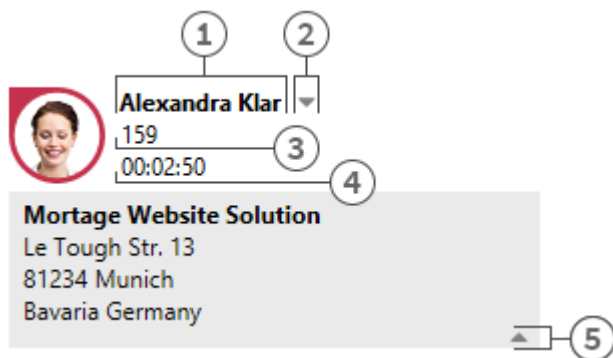 1 2
Alexandra Klar
159
3
00:02:50
4
Mortage Website Solution
Le Tough Str. 13
81234 Munich
Bavaria Germany
5